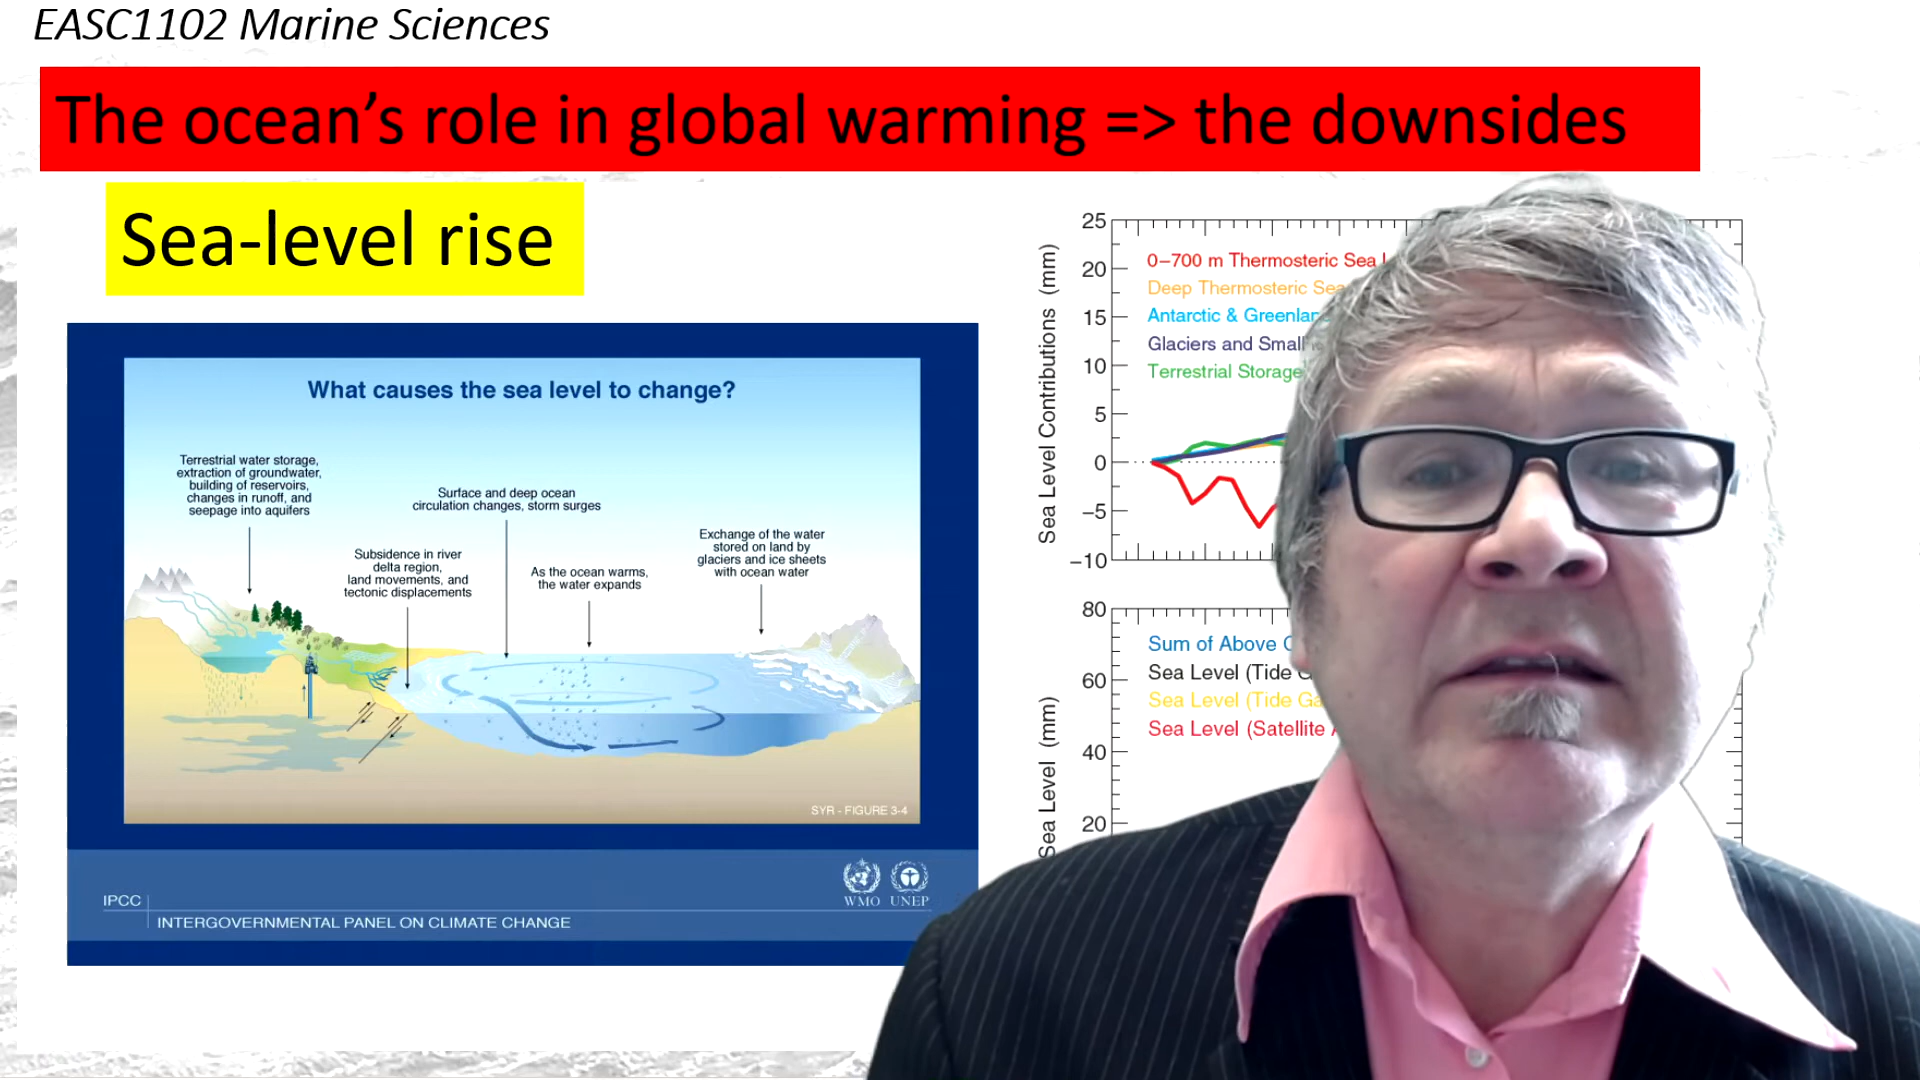 EASC1102 Marine Sciences
The ocean's role in global warming => the downsides
Sea-level rise
What causes the sea level to change?
Terrestrial water storage,
extraction of groundwater,
building of reservoirs,
changes in runoff, and
seepage into aquifers
Subsidence in river
delta region,
land movements, and
tectonic displacements
Surface and deep ocean
circulation changes, storm surges
As the ocean warms,
the water expands
Exchange of the water
stored on land by
glaciers and ice sheets
with ocean water
SYR - FIGURE 3-4
IPCC
INTERGOVERNMENTAL PANEL ON CLIMATE CHANGE
WMO UNEP
Sea Level Contributions (mm)
25
20
15
10
5
0
−5
−10
0−700 m Thermosteric Sea
Deep Thermosteric Sea
Antarctic &
Glaciers and Small
Terrestrial Storage
Sea Level (mm)
80
60
40
20
Sum of Above
Sea Level (Tide
Sea Level (Tide
Sea Level (Satellite